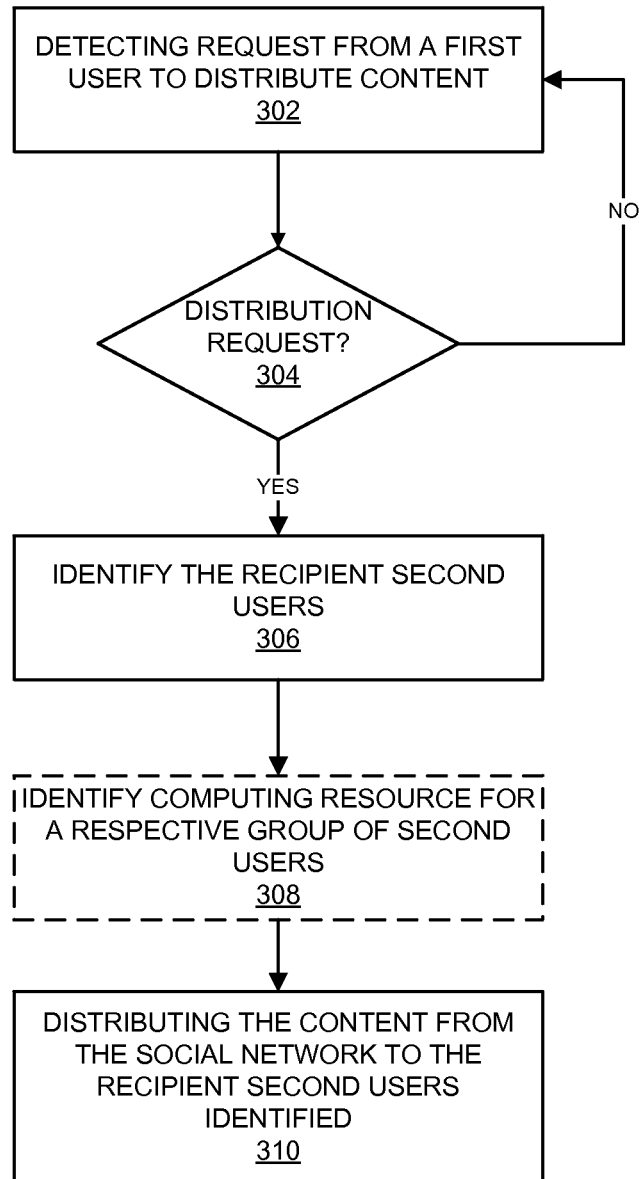 DETECTING REQUEST FROM A FIRST
USER TO DISTRIBUTE CONTENT
302
NO
DISTRIBUTION
REQUEST?
304
YES
IDENTIFY THE RECIPIENT SECOND
USERS
306
IDENTIFY COMPUTING RESOURCE FOR
A RESPECTIVE GROUP OF SECOND
USERS
308
DISTRIBUTING THE CONTENT FROM
THE SOCIAL NETWORK TO THE
RECIPIENT SECOND USERS
IDENTIFIED
310